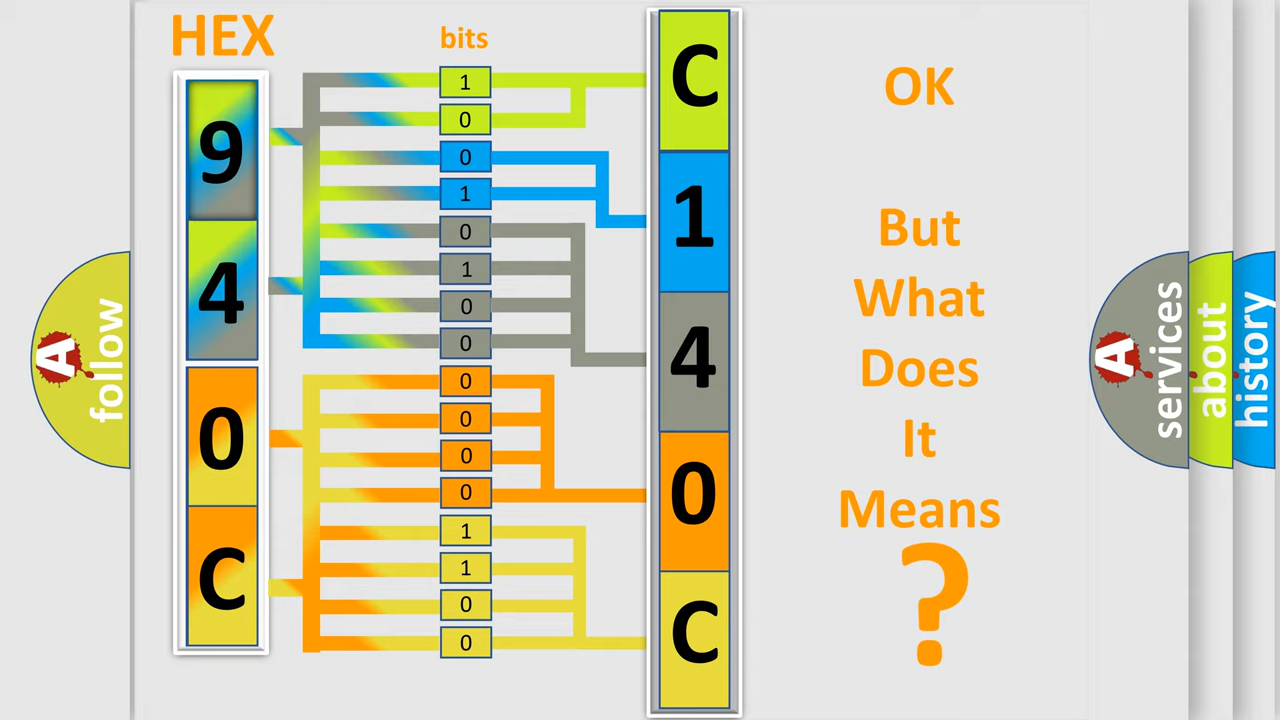 HEX
bits
9
4
0
C
1
0
0
1
0
1
0
0
0
0
0
0
1
1
0
0
C
1
4
0
C
OK
But
What
Does
It
Means
?
A
follow
A
services
about
history